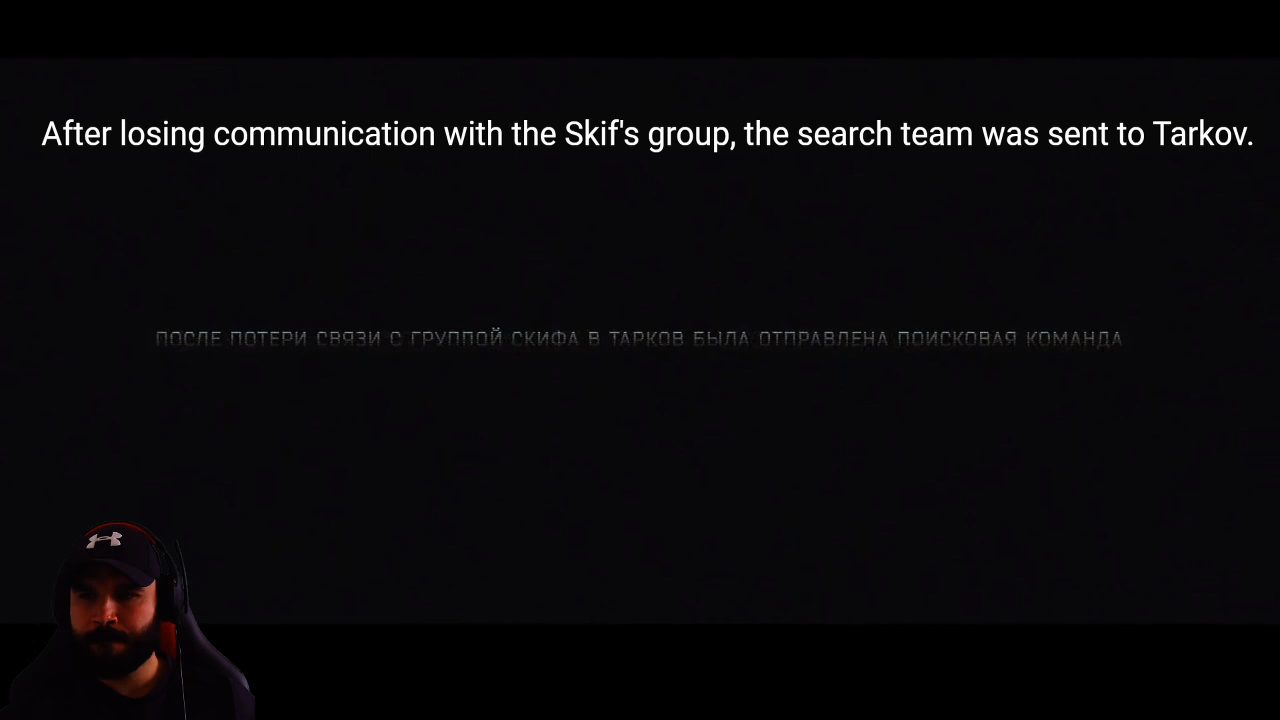 After losing communication with the Skif's group, the search team was sent to Tarkov.
ПОСЛЕ ПОТЕРИ СВЯЗИ С ГРУППОЙ СКИФА В ТАРКОВ БЫЛА ОТПРАВЛЕНА ПОИСКОВАЯ КОМАНДА